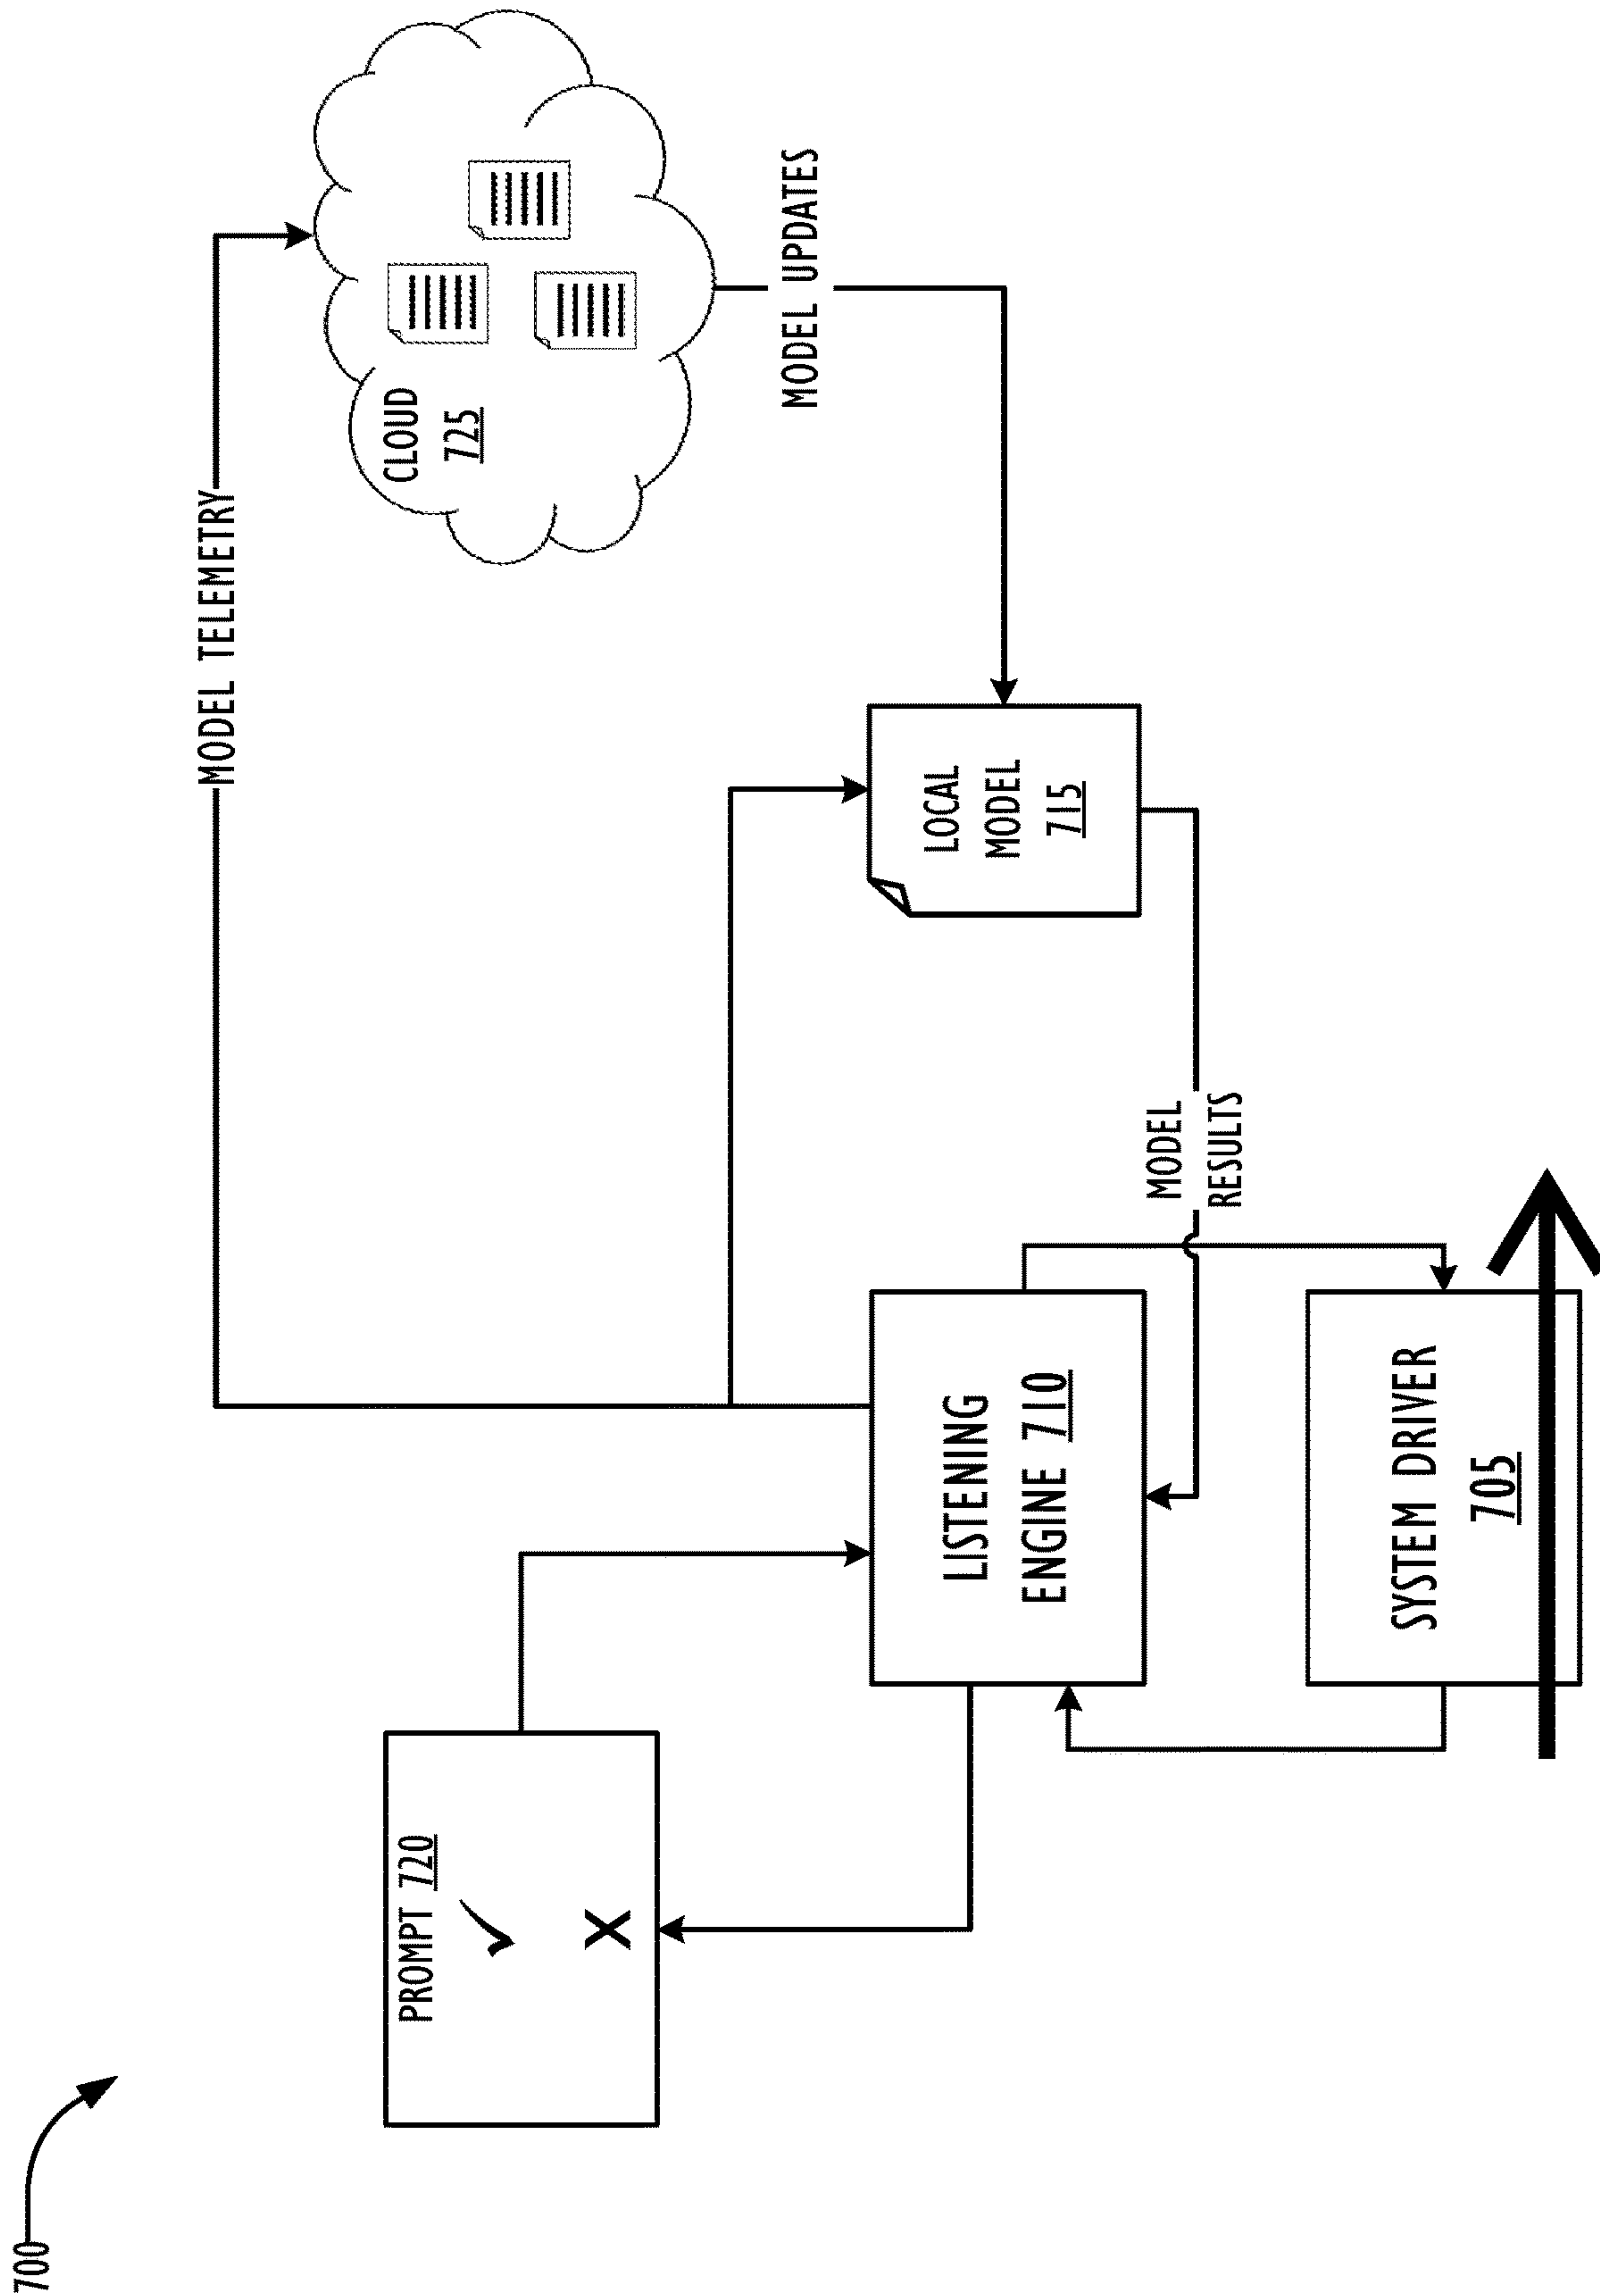 700
PROMPT 720
X
MODEL TELEMETRY
CLOUD
725
MODEL UPDATES
LISTENING
ENGINE 710
LOCAL
MODEL
715
MODEL
RESULTS
SYSTEM DRIVER
705